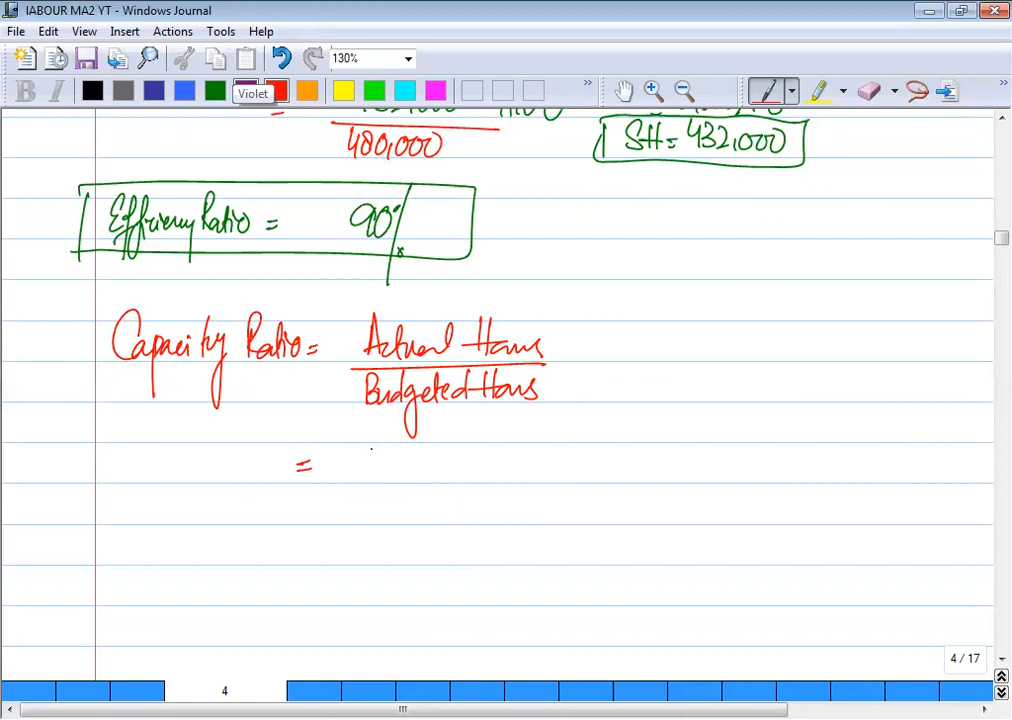 IABOUR MA2 YT - Windows Journal
File Edit View Insert Actions Tools Help
130%
B I Violet
480,000
SH = 432,000
Efficieny Ratio = 90%
Capacity Ratio = Actual Hours
Budgeted Hours
=
4 / 17
4